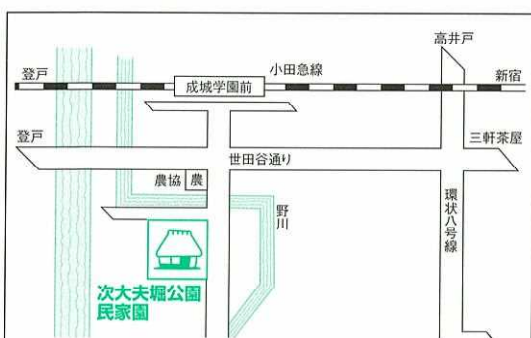 高井戸
登戸
小田急線
新宿
成城学園前
登戸
世田谷通り
三軒茶屋
農協
農
野川
環状八号線
次大夫堀公園
民家園